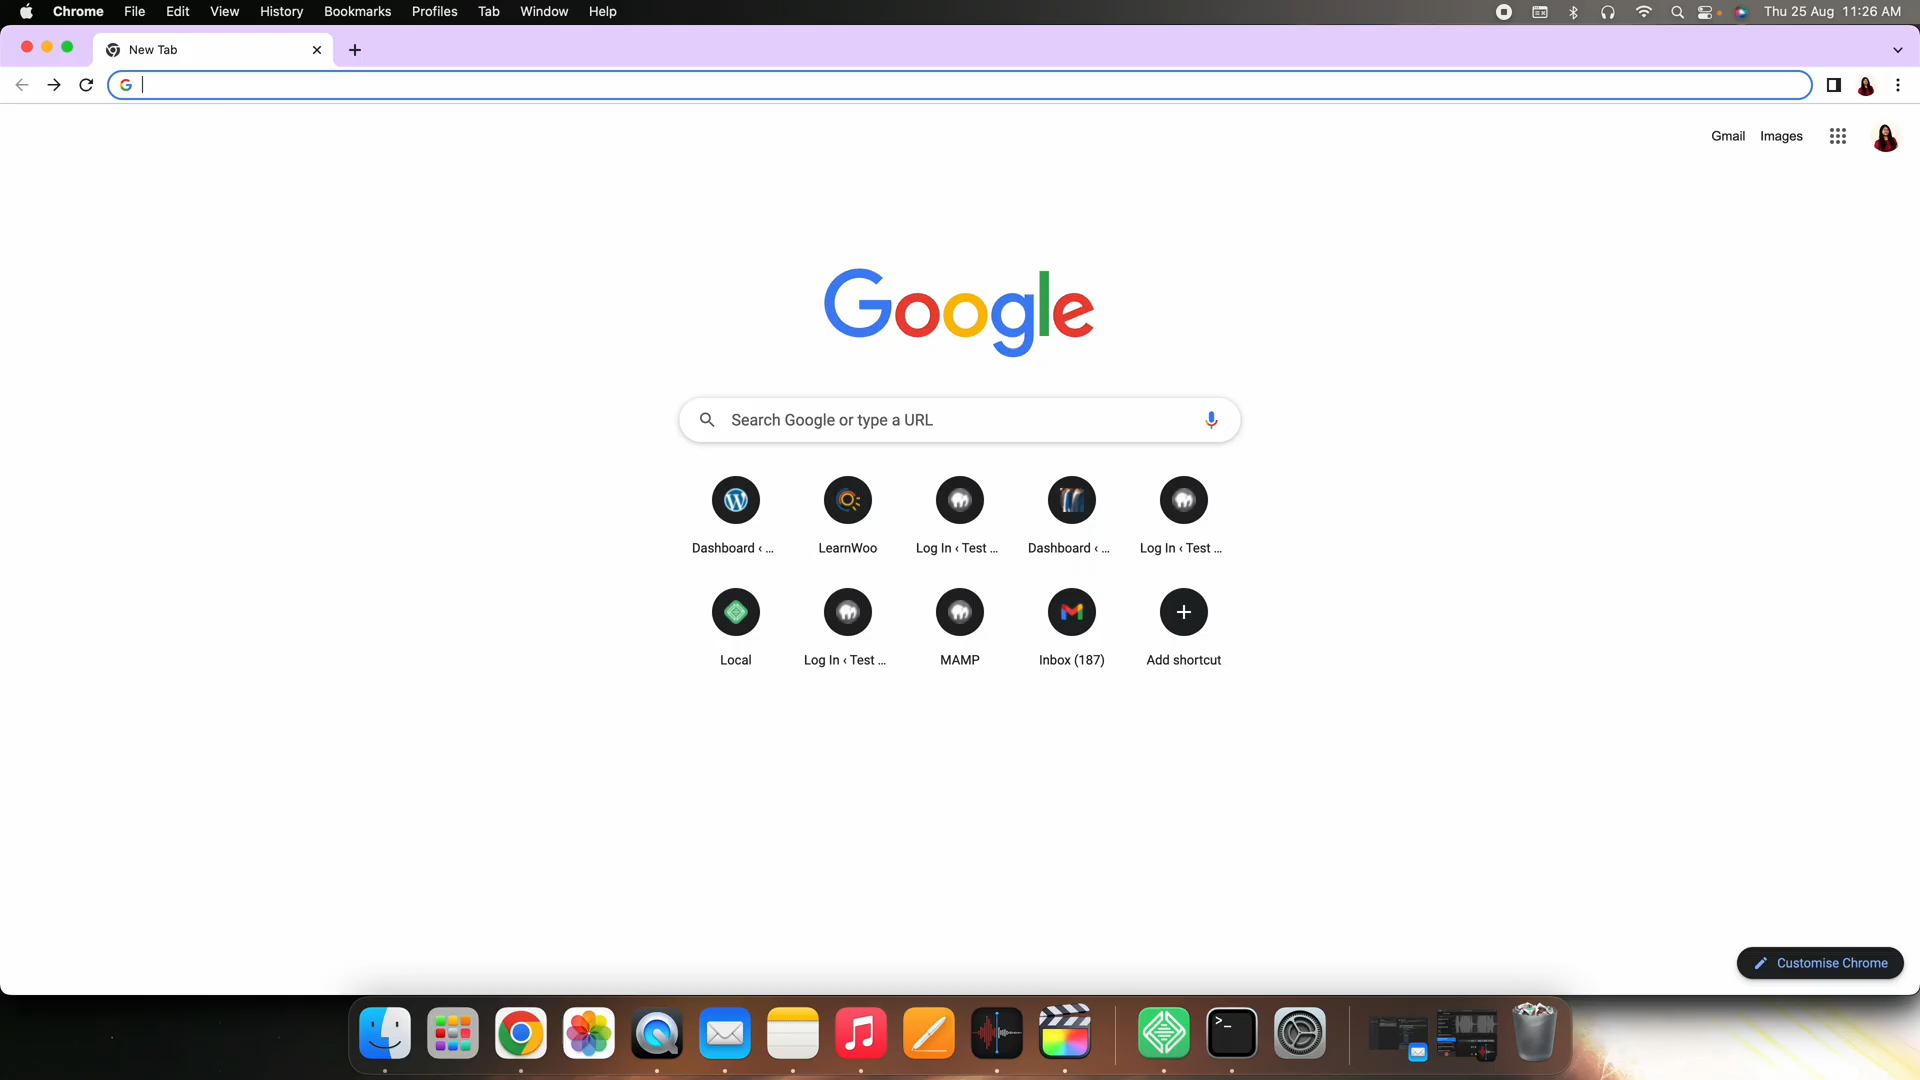 Chrome File Edit View History Bookmarks Profiles Tab Window Help Thu 25 Aug 11:26 AM
New Tab
Gmail Images
Google
Search Google or type a URL
Dashboard ‹ ... LearnWoo Log In ‹ Test ... Dashboard ‹ ... Log In ‹ Test ...
Local Log In ‹ Test ... MAMP Inbox (187) Add shortcut
Customise Chrome